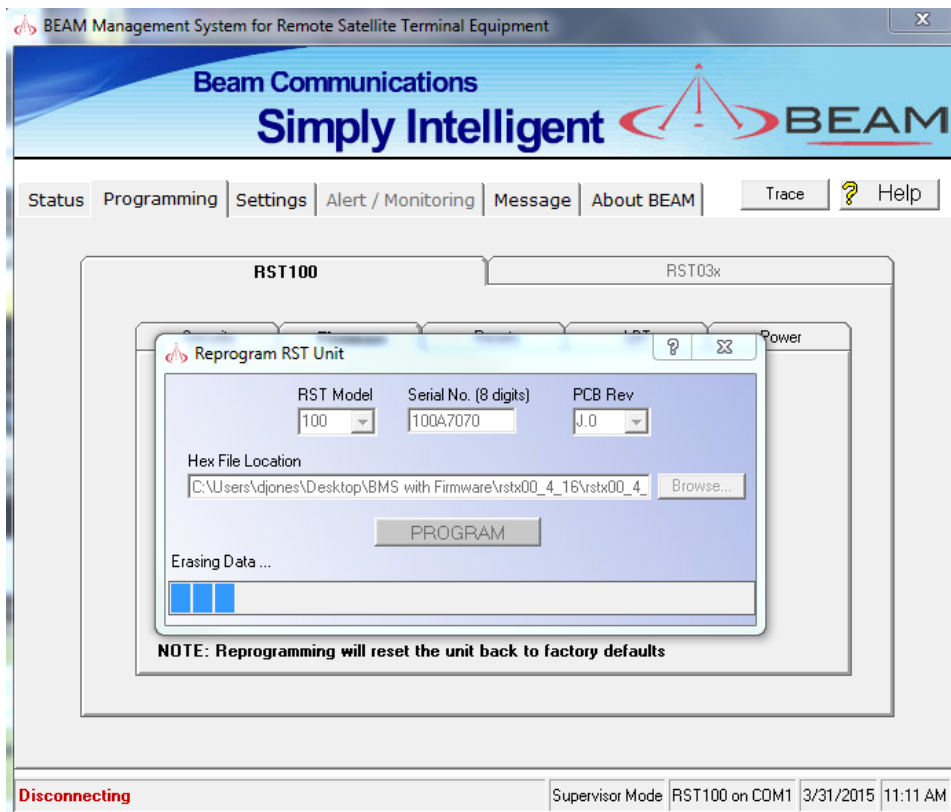 BEAM Management System for Remote Satellite Terminal Equipment
Beam Communications
Simply Intelligent
BEAM
Status Programming Settings Alert / Monitoring Message About BEAM Trace ? Help
RST100 RST03x
Power
Reprogram RST Unit ?
RST Model Serial No. (8 digits) PCB Rev
100 100A7070 J.0
Hex File Location
C:\Users\djones\Desktop\BMS with Firmware\rstx00_4_16\rstx00_4_ Browse...
PROGRAM
Erasing Data ...
NOTE: Reprogramming will reset the unit back to factory defaults
Disconnecting Supervisor Mode RST100 on COM1 3/31/2015 11:11 AM